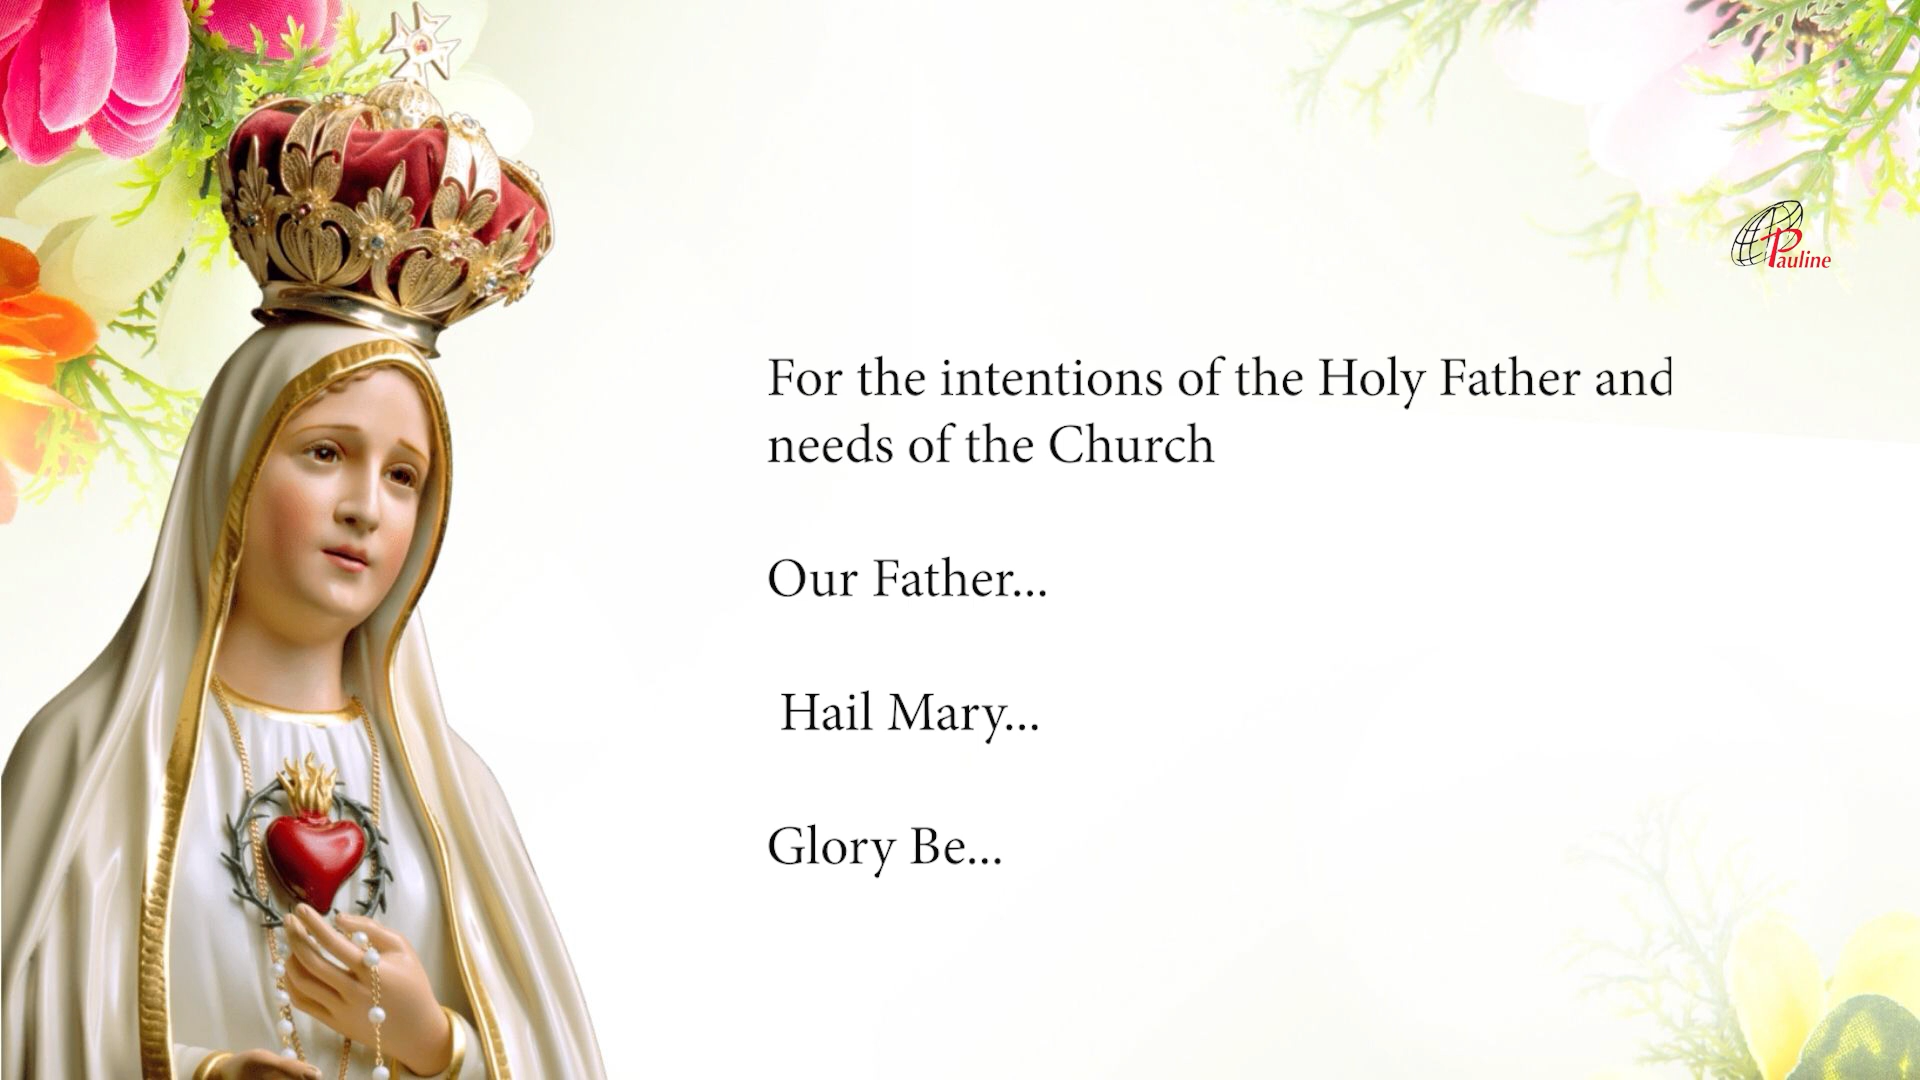 Pauline
For the intentions of the Holy Father and
needs of the Church
Our Father...
Hail Mary...
Glory Be...